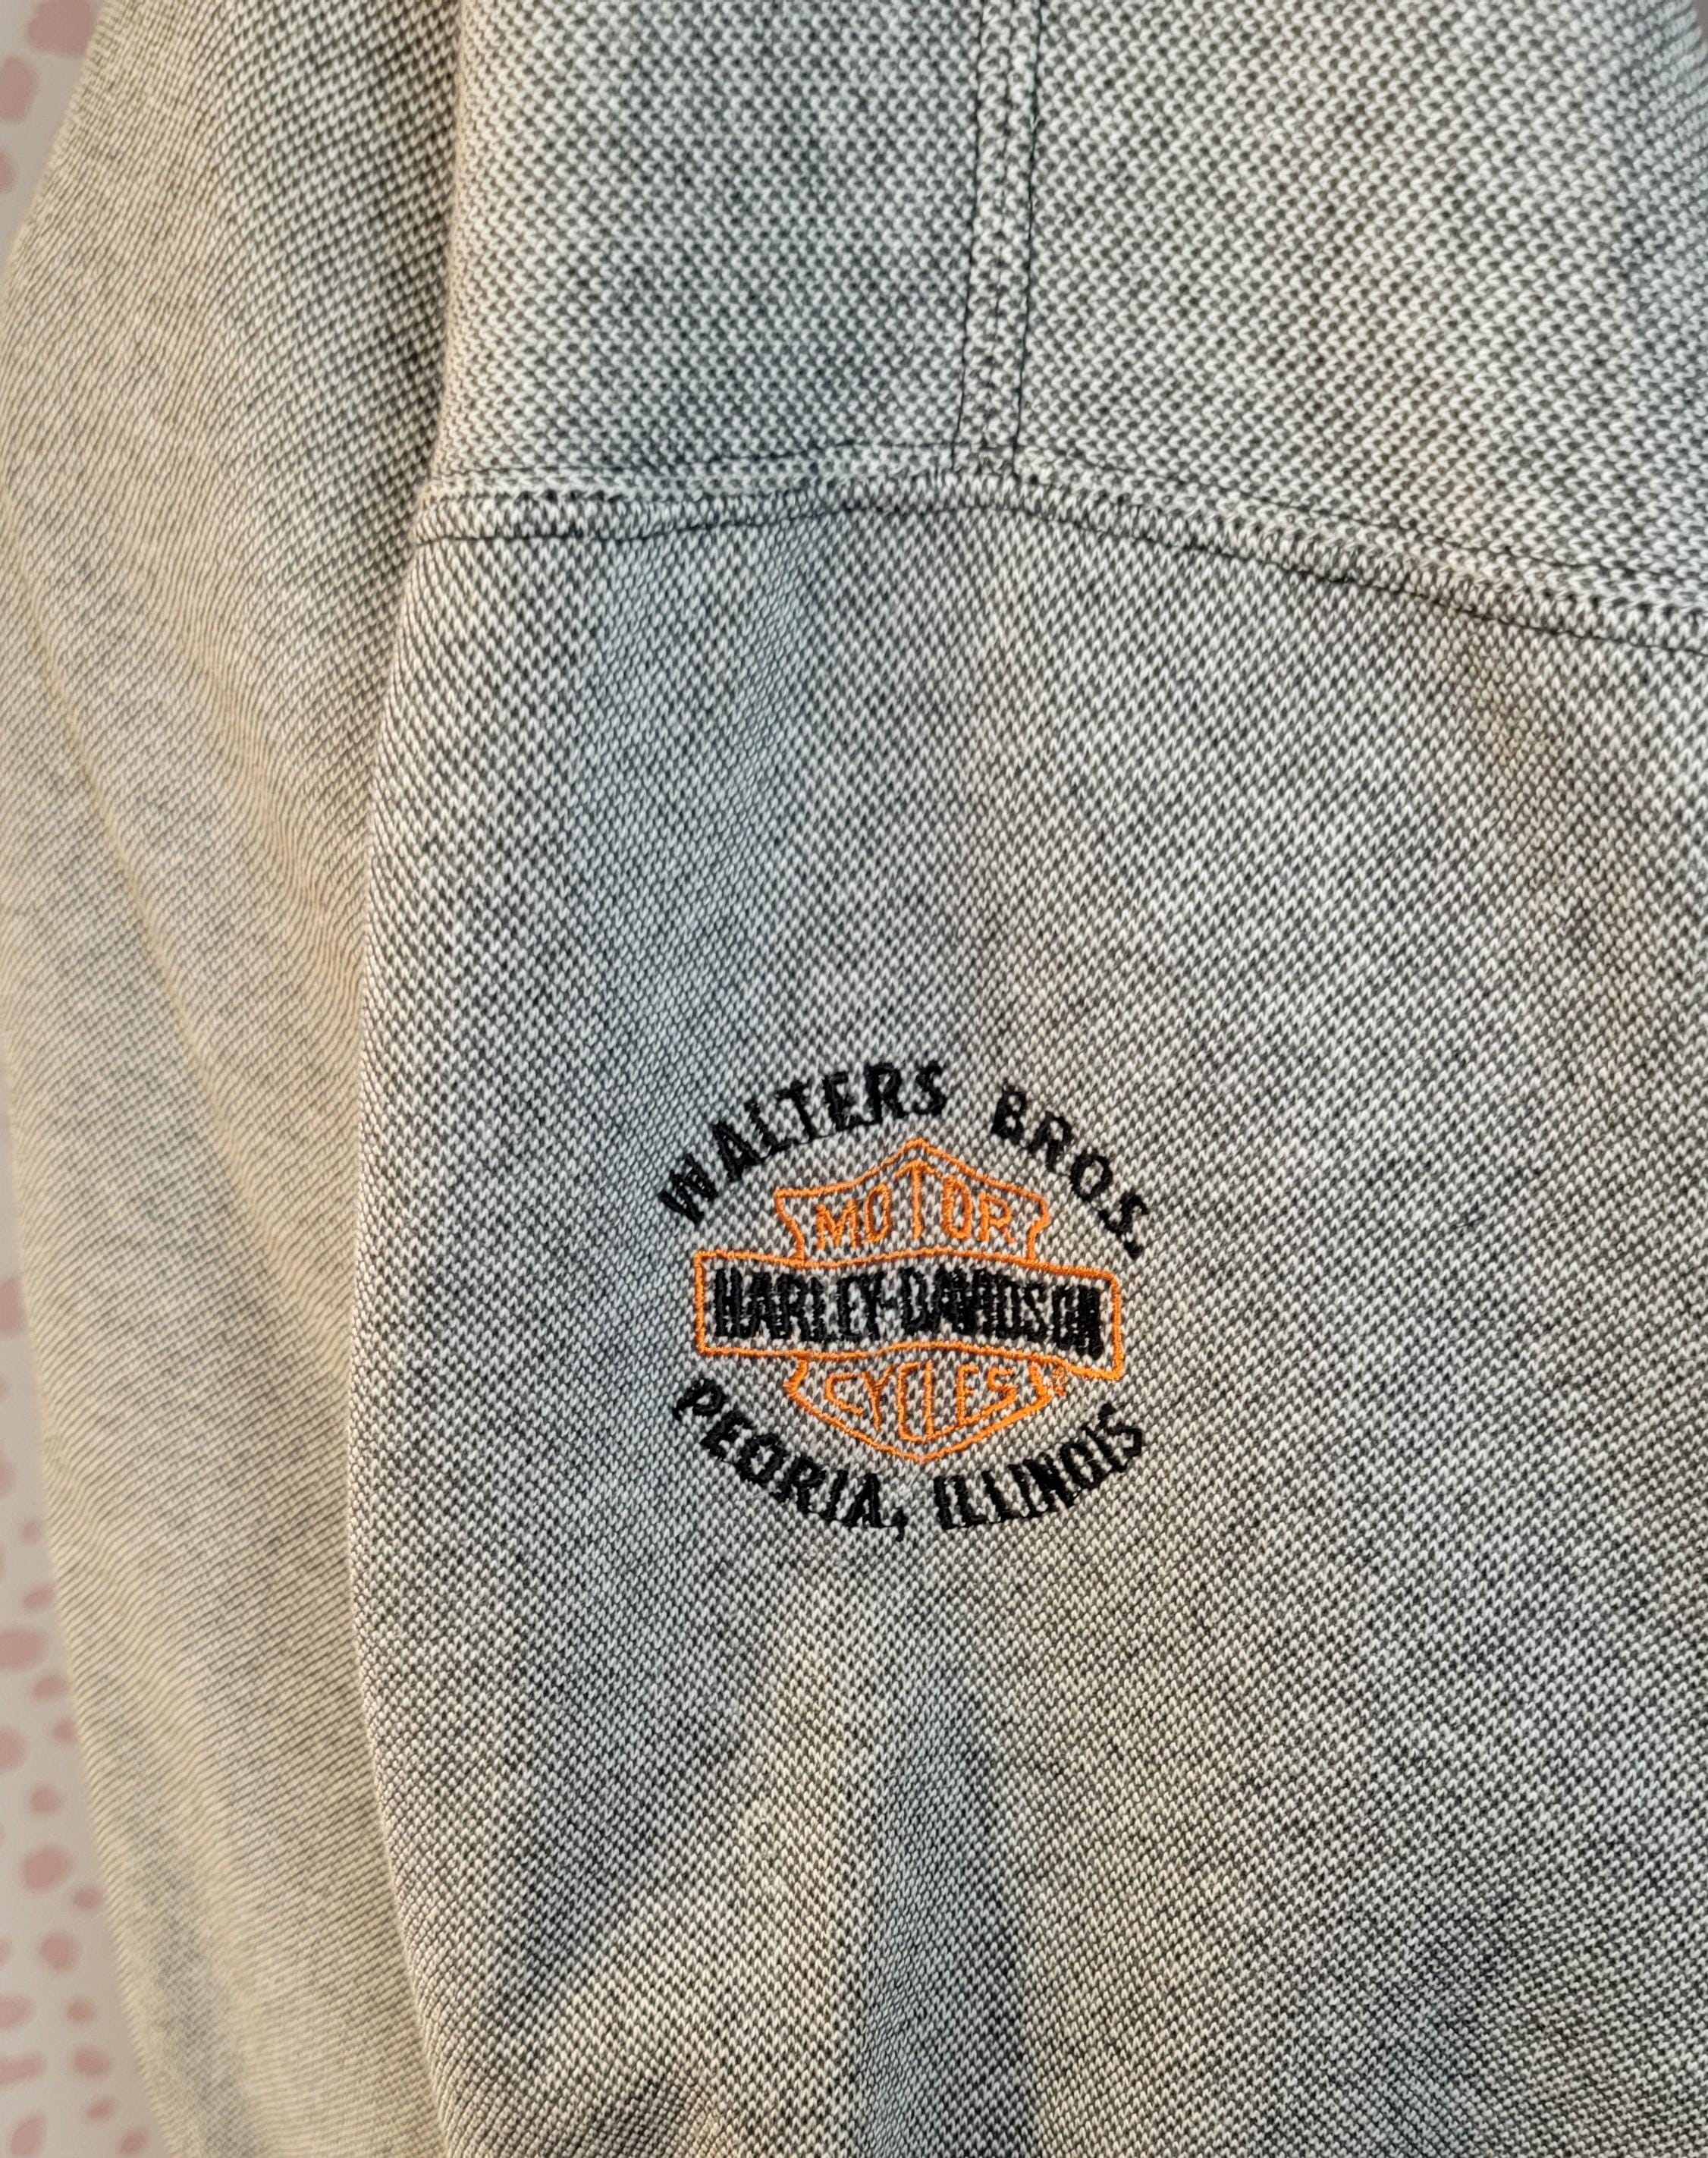 WALTERS BROS.
MOTOR
HARLEY-DAVIDSON
CYCLES®
PEORIA, ILLINOIS